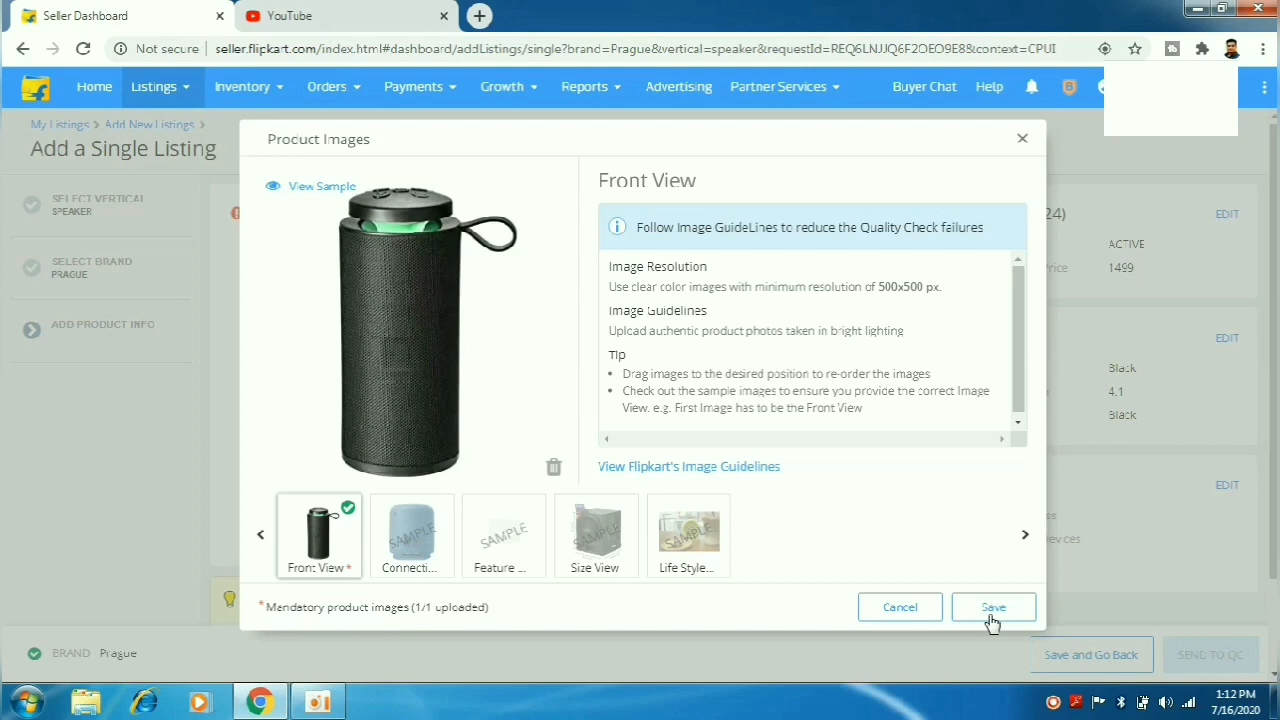 Seller Dashboard
YouTube
Not secure
seller.flipkart.com/index.html#dashboard/addListings/single?brand=Prague&vertical=speaker&requestId=REQ6LNJJQ6F2OEO9E88&context=CPUI
Home
Listings
Inventory
Orders
Payments
Growth
Reports
Advertising
Partner Services
Buyer Chat
Help
My Listings > Add New Listings >
Add a Single Listing
SELECT VERTICAL
SPEAKER
SELECT BRAND
PRAGUE
ADD PRODUCT INFO
Product Images
View Sample
Front View
Follow Image GuideLines to reduce the Quality Check failures
Image Resolution
Use clear color images with minimum resolution of 500x500 px.
Image Guidelines
Upload authentic product photos taken in bright lighting
Tip
Drag images to the desired position to re-order the images
Check out the sample images to ensure you provide the correct Image
View. e.g. First Image has to be the Front View
View Flipkart's Image Guidelines
SAMPLE
SAMPLE
SAMPLE
SAMPLE
Front View *
Connecti...
Feature ...
Size View
Life Style...
*Mandatory product images (1/1 uploaded)
Cancel
Save
24)
EDIT
ACTIVE
rice
1499
EDIT
Black
4.1
Black
EDIT
evices
BRAND Prague
Save and Go Back
SEND TO QC
1:12 PM
7/16/2020